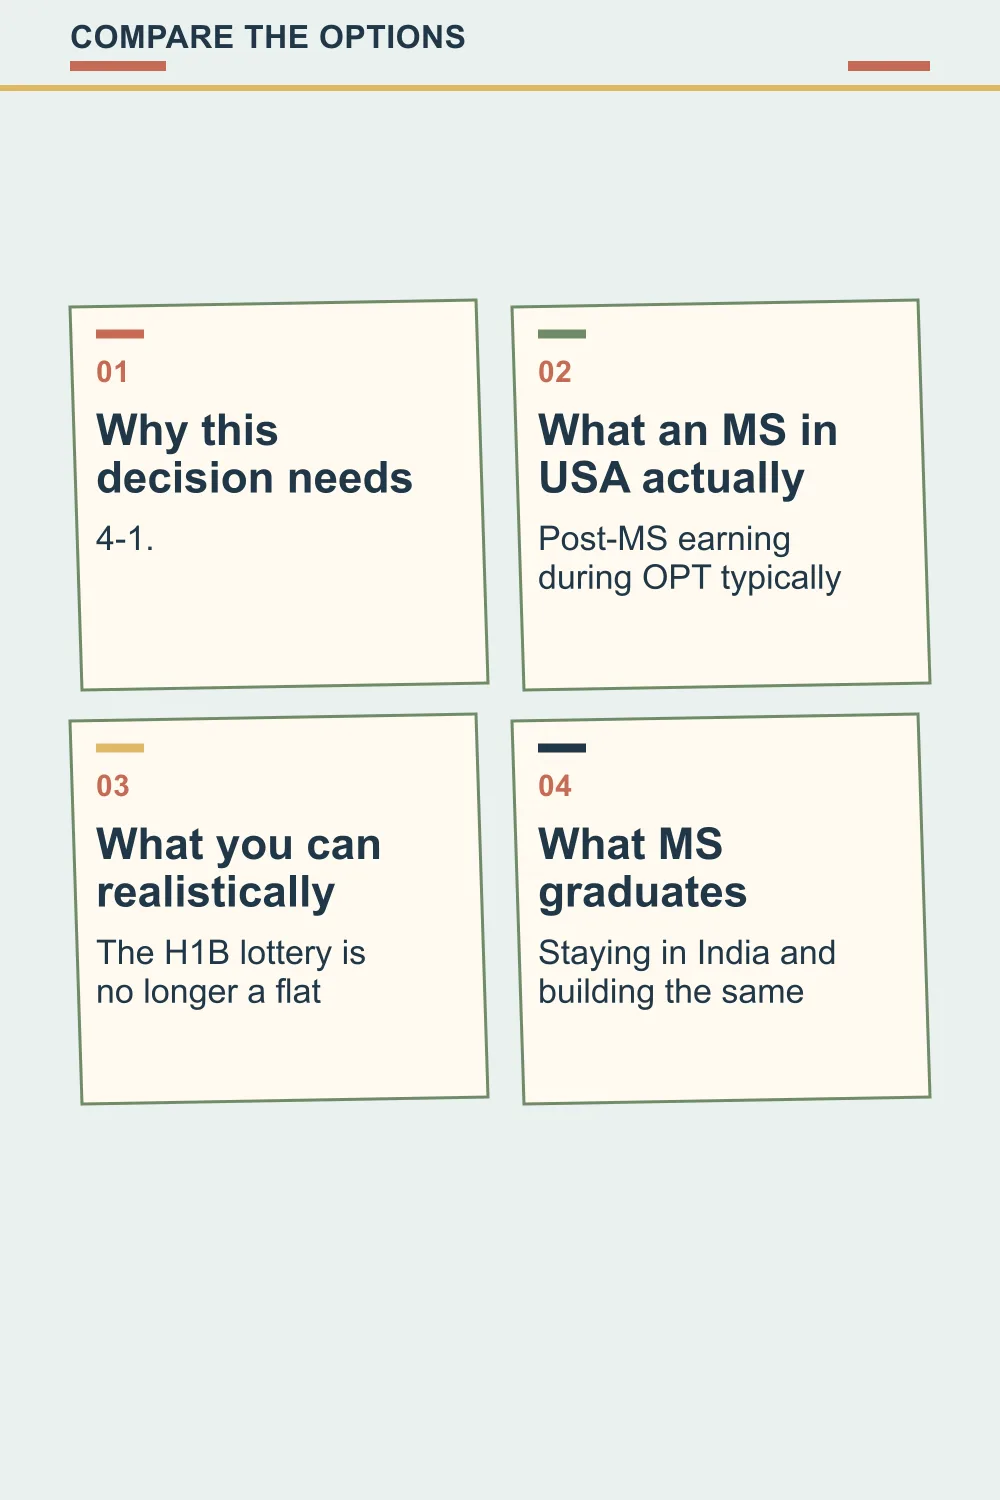 COMPARE THE OPTIONS
01
Why this
decision needs
4-1.
02
What an MS in
USA actually
Post-MS earning
during OPT typically
03
What you can
realistically
The H1B lottery is
no longer a flat
04
What MS
graduates
Staying in India and
building the same